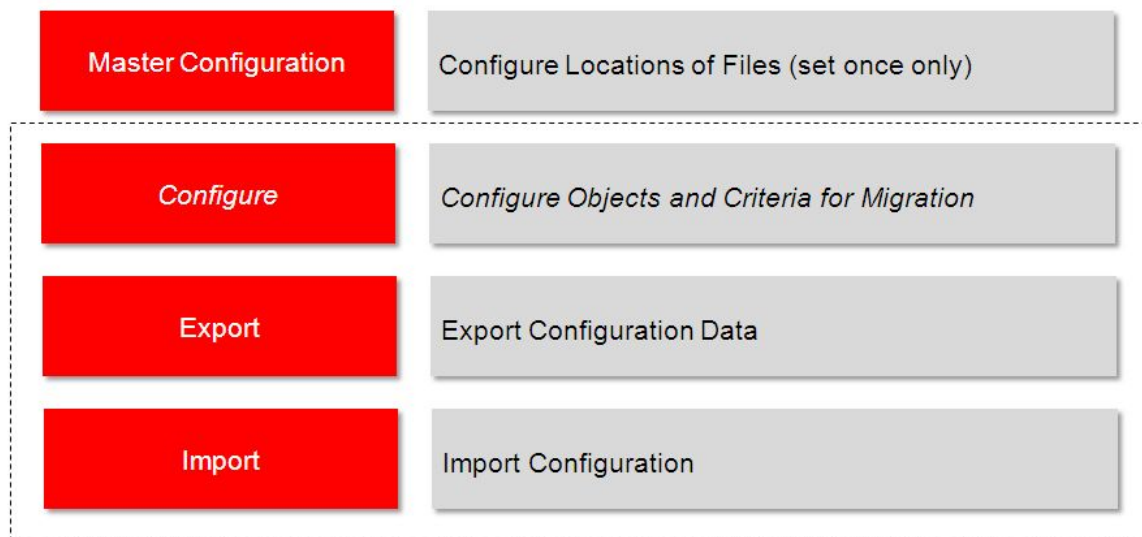 Master Configuration
Configure Locations of Files (set once only)
Configure
Configure Objects and Criteria for Migration
Export
Export Configuration Data
Import
Import Configuration